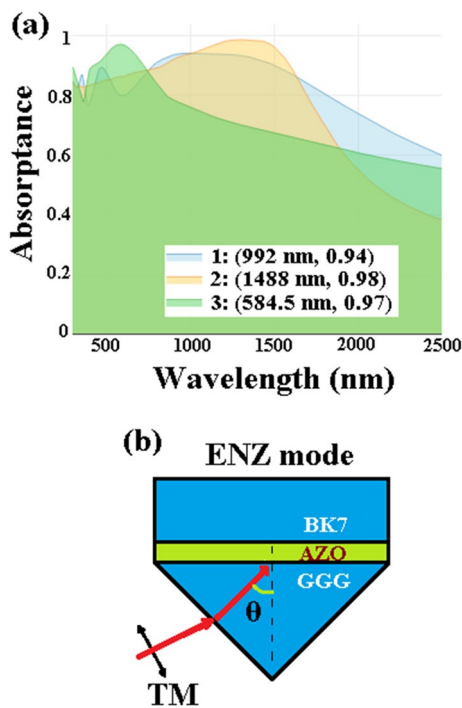 (a)
1
0.8
0.6
0.4
0.2
0
Absorptance
1: (992 nm, 0.94)
2: (1488 nm, 0.98)
3: (584.5 nm, 0.97)
500 1000 1500 2000 2500
Wavelength (nm)
(b)
ENZ mode
BK7
AZO
GGG
θ
TM